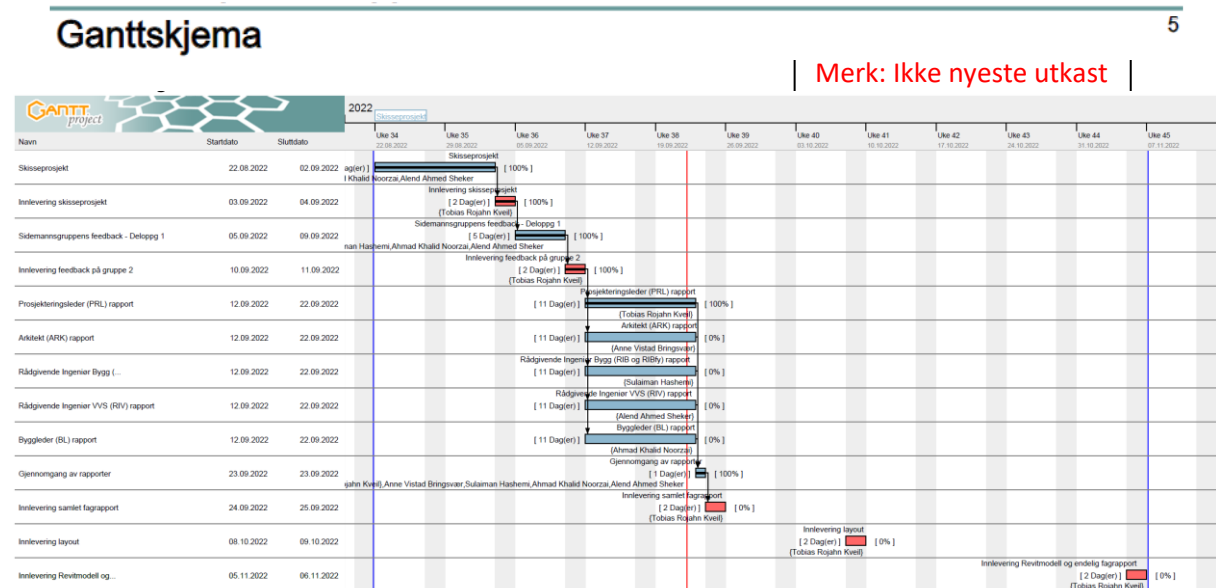 Ganttskjema
5
Merk: Ikke nyeste utkast
GANTT project
2022
Skisseprosjekt
Navn Startdato Sluttdato
Uke 34 Uke 35 Uke 36 Uke 37 Uke 38 Uke 39 Uke 40 Uke 41 Uke 42 Uke 43 Uke 44 Uke 45
22.08.2022 29.08.2022 05.09.2022 12.09.2022 19.09.2022 26.09.2022 03.10.2022 10.10.2022 17.10.2022 24.10.2022 31.10.2022 07.11.2022
Skisseprosjekt
Skisseprosjekt 22.08.2022 02.09.2022 ag(er) ] [ 100% ]
l Khalid Noorzai,Alend Ahmed Sheker
Innlevering skisseprosjekt
Innlevering skisseprosjekt 03.09.2022 04.09.2022 [ 2 Dag(er) ] [ 100% ]
{Tobias Rojahn Kveil}
Sidemannsgruppens feedback - Deloppg 1
Sidemannsgruppens feedback - Deloppg 1 05.09.2022 09.09.2022 [ 5 Dag(er) ] [ 100% ]
nan Hashemi,Ahmad Khalid Noorzai,Alend Ahmed Sheker
Innlevering feedback på gruppe 2
Innlevering feedback på gruppe 2 10.09.2022 11.09.2022 [ 2 Dag(er) ] [ 100% ]
{Tobias Rojahn Kveil}
Prosjekteringsleder (PRL) rapport
Prosjekteringsleder (PRL) rapport 12.09.2022 22.09.2022 [ 11 Dag(er) ] [ 100% ]
{Tobias Rojahn Kveil}
Arkitekt (ARK) rapport
Arkitekt (ARK) rapport 12.09.2022 22.09.2022 [ 11 Dag(er) ] [ 0% ]
{Anne Vistad Bringsvær}
Rådgivende Ingeniør Bygg (RIB og RIBfy) rapport
Rådgivende Ingeniør Bygg (... 12.09.2022 22.09.2022 [ 11 Dag(er) ] [ 0% ]
{Sulaiman Hashemi}
Rådgivende Ingeniør VVS (RIV) rapport
Rådgivende Ingeniør VVS (RIV) rapport 12.09.2022 22.09.2022 [ 11 Dag(er) ] [ 0% ]
{Alend Ahmed Sheker}
Byggleder (BL) rapport
Byggleder (BL) rapport 12.09.2022 22.09.2022 [ 11 Dag(er) ] [ 0% ]
{Ahmad Khalid Noorzai}
Gjennomgang av rapporter
Gjennomgang av rapporter 23.09.2022 23.09.2022 [ 1 Dag(er) ] [ 100% ]
ojahn Kveil},Anne Vistad Bringsvær,Sulaiman Hashemi,Ahmad Khalid Noorzai,Alend Ahmed Sheker
Innlevering samlet fagrapport
Innlevering samlet fagrapport 24.09.2022 25.09.2022 [ 2 Dag(er) ] [ 0% ]
{Tobias Rojahn Kveil}
Innlevering layout
Innlevering layout 08.10.2022 09.10.2022 [ 2 Dag(er) ] [ 0% ]
{Tobias Rojahn Kveil}
Innlevering Revitmodell og endelig fagrapport
Innlevering Revitmodell og... 05.11.2022 06.11.2022 [ 2 Dag(er) ] [ 0% ]
{Tobias Rojahn Kveil}